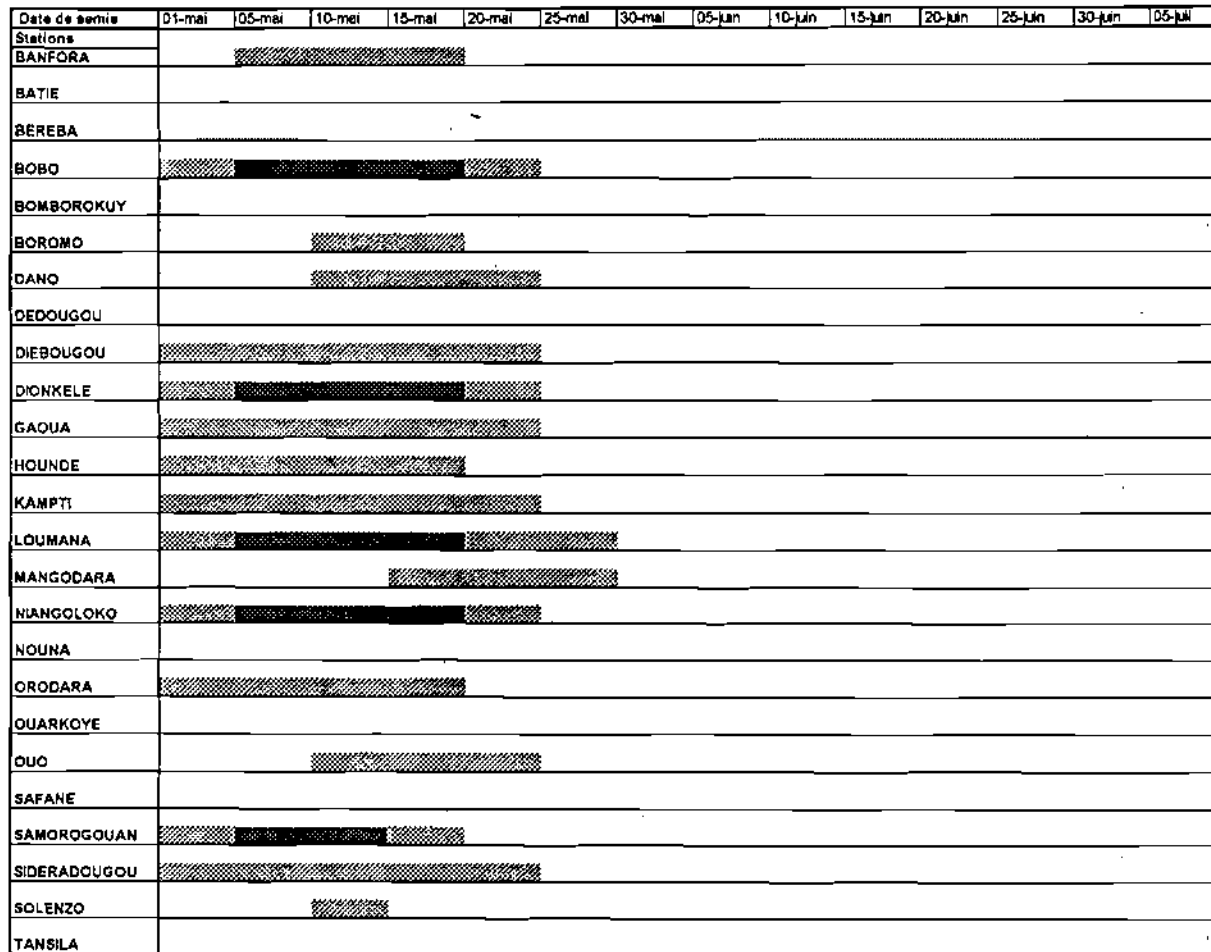 Date de semis 01-mai 05-mai 10-mai 15-mai 20-mai 25-mai 30-mai 05-juin 10-juin 15-juin 20-juin 25-juin 30-juin 05-juil
Stations
BANFORA
BATIE
BEREBA
BOBO
BOMBOROKUY
BOROMO
DANO
DEDOUGOU
DIEBOUGOU
DIONKELE
GAOUA
HOUNDE
KAMPTI
LOUMANA
MANGODARA
NIANGOLOKO
NOUNA
ORODARA
OUARKOYE
OUO
SAFANE
SAMOROGOUAN
SIDERADOUGOU
SOLENZO
TANSILA